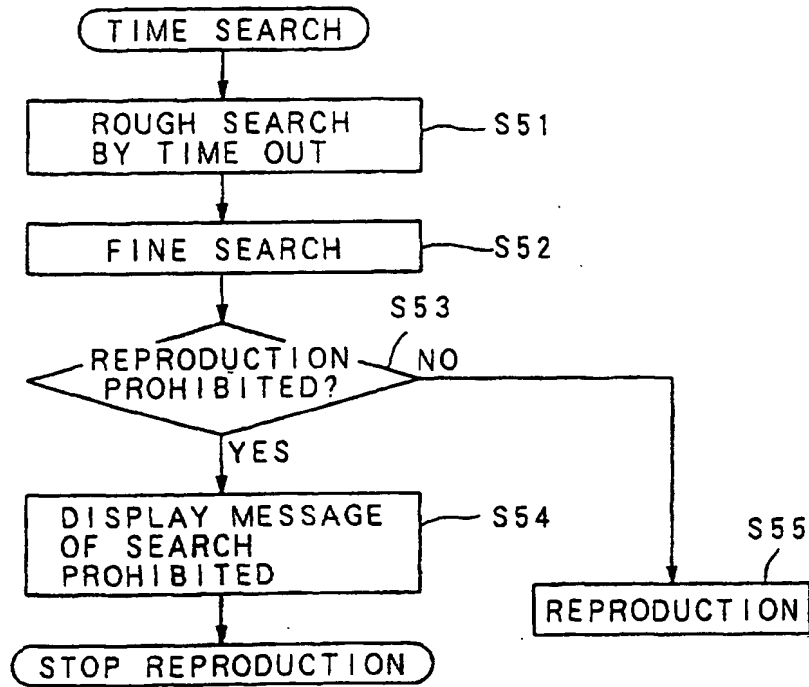 TIME SEARCH
ROUGH SEARCH
BY TIME OUT
S51
FINE SEARCH
S52
S53
REPRODUCTION
PROHIBITED?
NO
YES
DISPLAY MESSAGE
OF SEARCH
PROHIBITED
S54
S55
REPRODUCTION
STOP REPRODUCTION